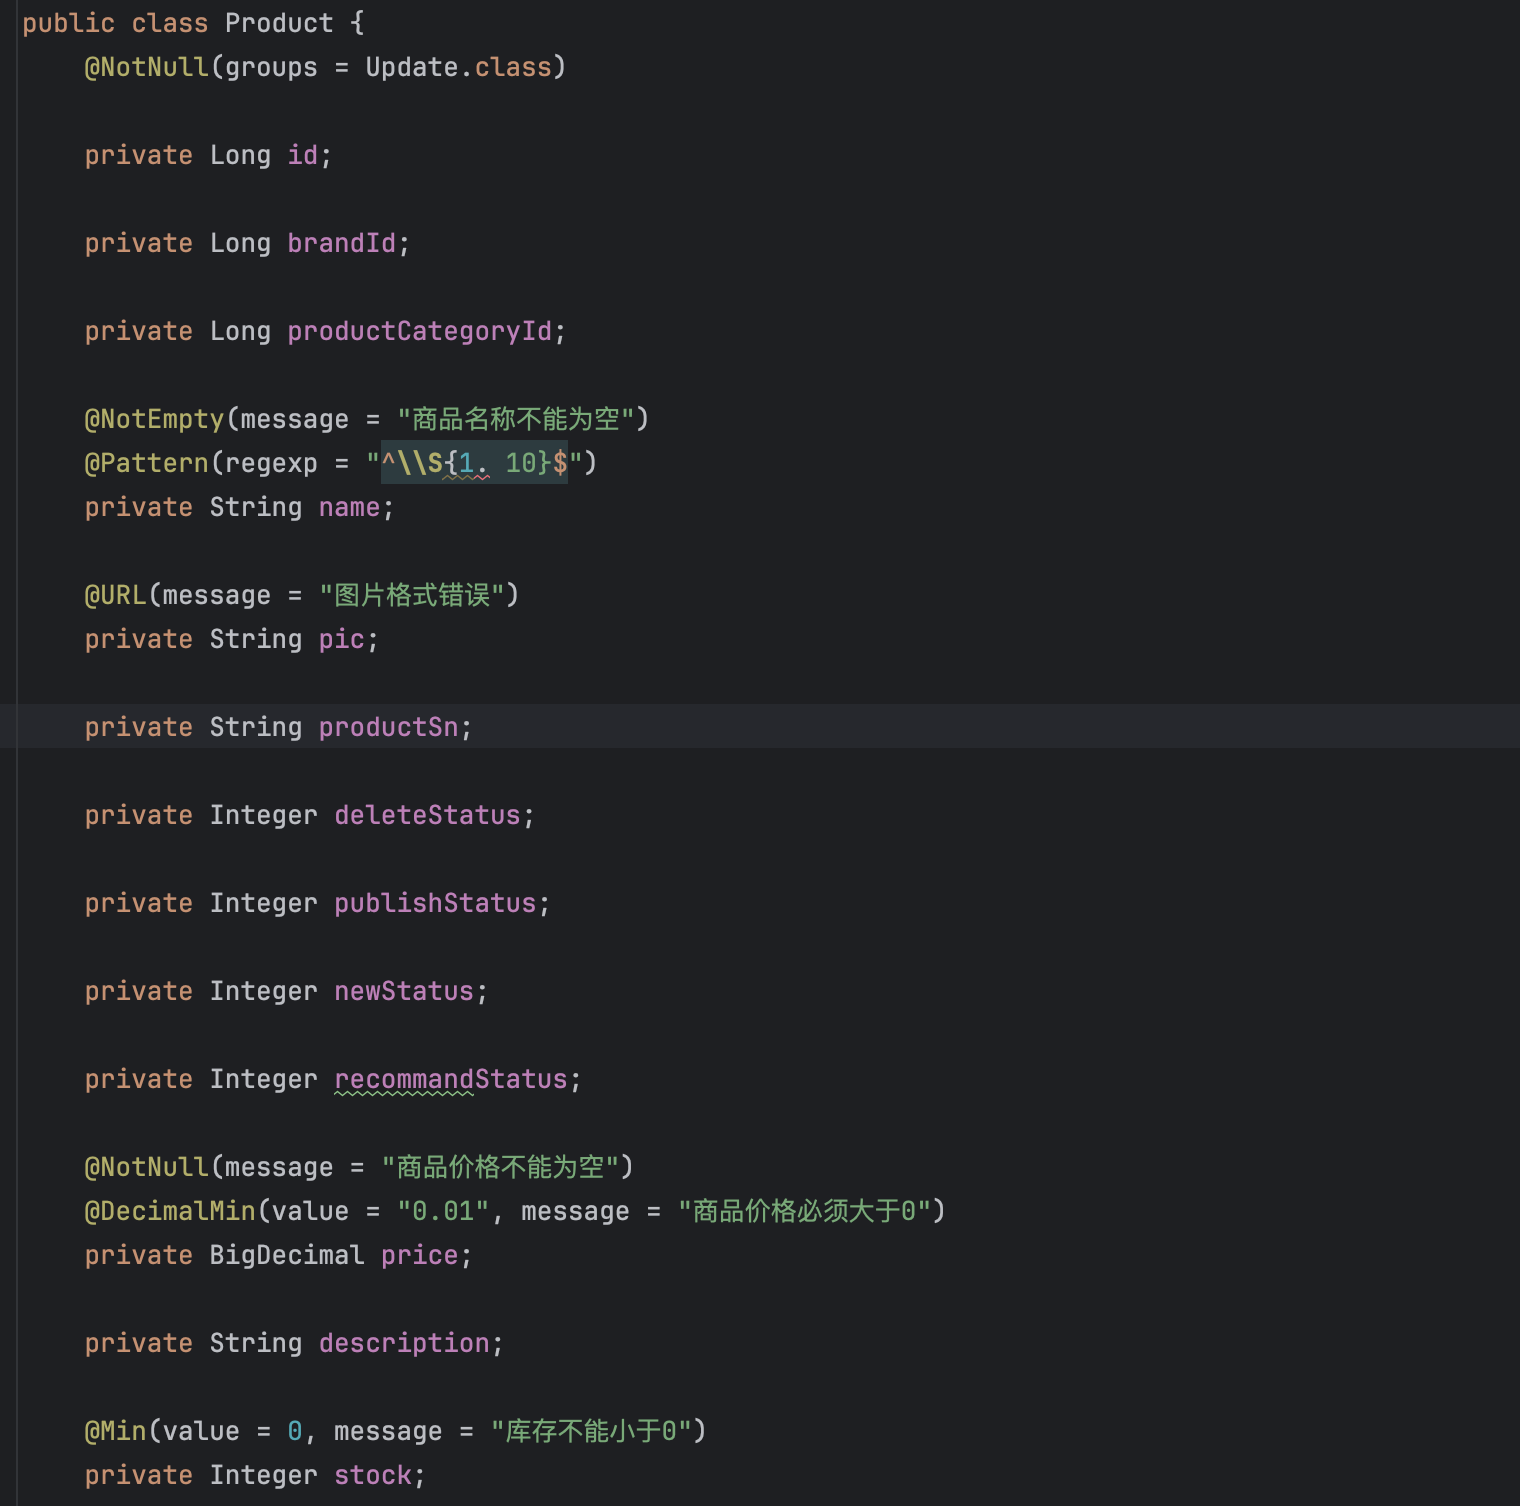 public class Product {
@NotNull(groups = Update.class)
private Long id;
private Long brandId;
private Long productCategoryId;
@NotEmpty(message = "商品名称不能为空")
@Pattern(regexp = "^\\S{1. 10}$")
private String name;
@URL(message = "图片格式错误")
private String pic;
private String productSn;
private Integer deleteStatus;
private Integer publishStatus;
private Integer newStatus;
private Integer recommandStatus;
@NotNull(message = "商品价格不能为空")
@DecimalMin(value = "0.01", message = "商品价格必须大于0")
private BigDecimal price;
private String description;
@Min(value = 0, message = "库存不能小于0")
private Integer stock;